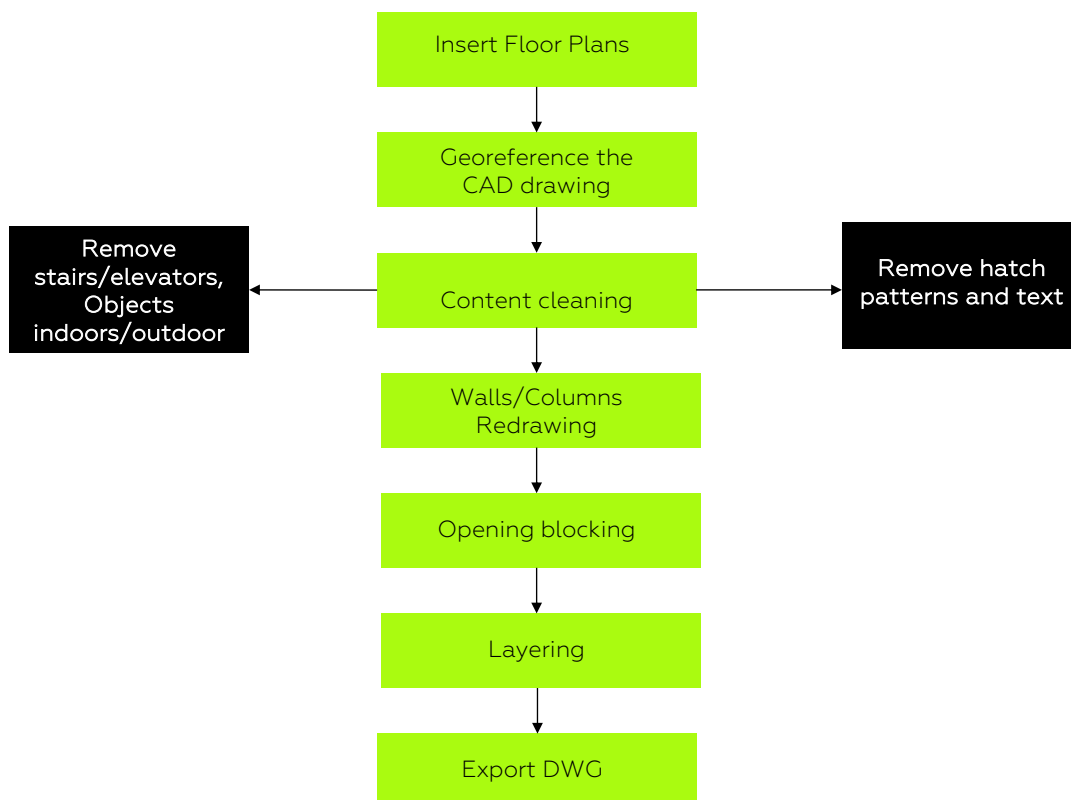 Insert Floor Plans
Georeference the
CAD drawing
Remove
stairs/elevators,
Objects
indoors/outdoor
Content cleaning
Remove hatch
patterns and text
Walls/Columns
Redrawing
Opening blocking
Layering
Export DWG